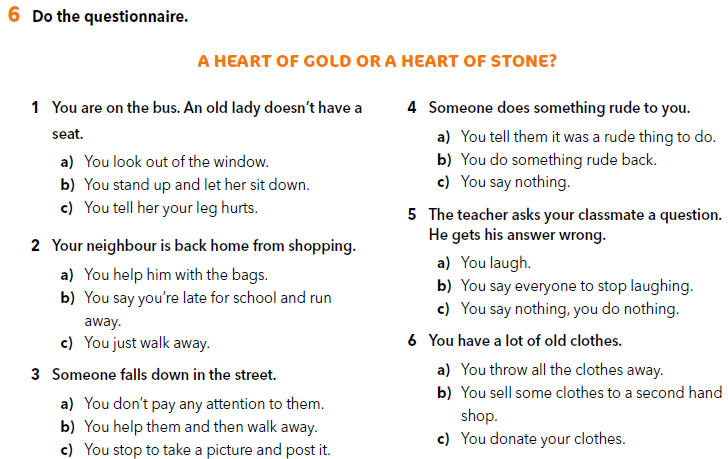 6 Do the questionnaire.
A HEART OF GOLD OR A HEART OF STONE?
1 You are on the bus. An old lady doesn't have a
seat.
a) You look out of the window.
b) You stand up and let her sit down.
c) You tell her your leg hurts.
2 Your neighbour is back home from shopping.
a) You help him with the bags.
b) You say you're late for school and run
away.
c) You just walk away.
3 Someone falls down in the street.
a) You don't pay any attention to them.
b) You help them and then walk away.
c) You stop to take a picture and post it.
4 Someone does something rude to you.
a) You tell them it was a rude thing to do.
b) You do something rude back.
c) You say nothing.
5 The teacher asks your classmate a question.
He gets his answer wrong.
a) You laugh.
b) You say everyone to stop laughing.
c) You say nothing, you do nothing.
6 You have a lot of old clothes.
a) You throw all the clothes away.
b) You sell some clothes to a second hand
shop.
c) You donate your clothes.